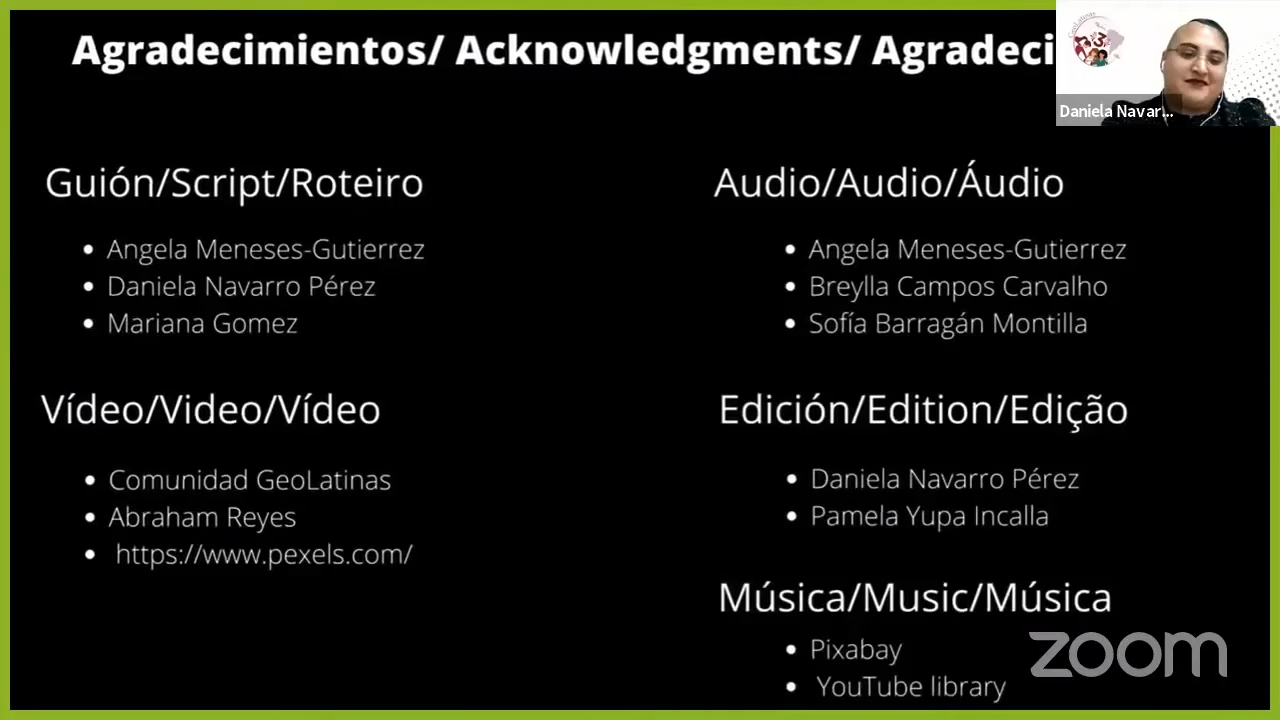 Agradecimientos/ Acknowledgments/ Agradeci
Daniela Navar...
Guión/Script/Roteiro
• Angela Meneses-Gutierrez
• Daniela Navarro Pérez
• Mariana Gomez
Audio/Audio/Áudio
• Angela Meneses-Gutierrez
• Breylla Campos Carvalho
• Sofía Barragán Montilla
Vídeo/Video/Vídeo
• Comunidad GeoLatinas
• Abraham Reyes
• https://www.pexels.com/
Edición/Edition/Edição
• Daniela Navarro Pérez
• Pamela Yupa Incalla
Música/Music/Música
• Pixabay
• YouTube library
zoom